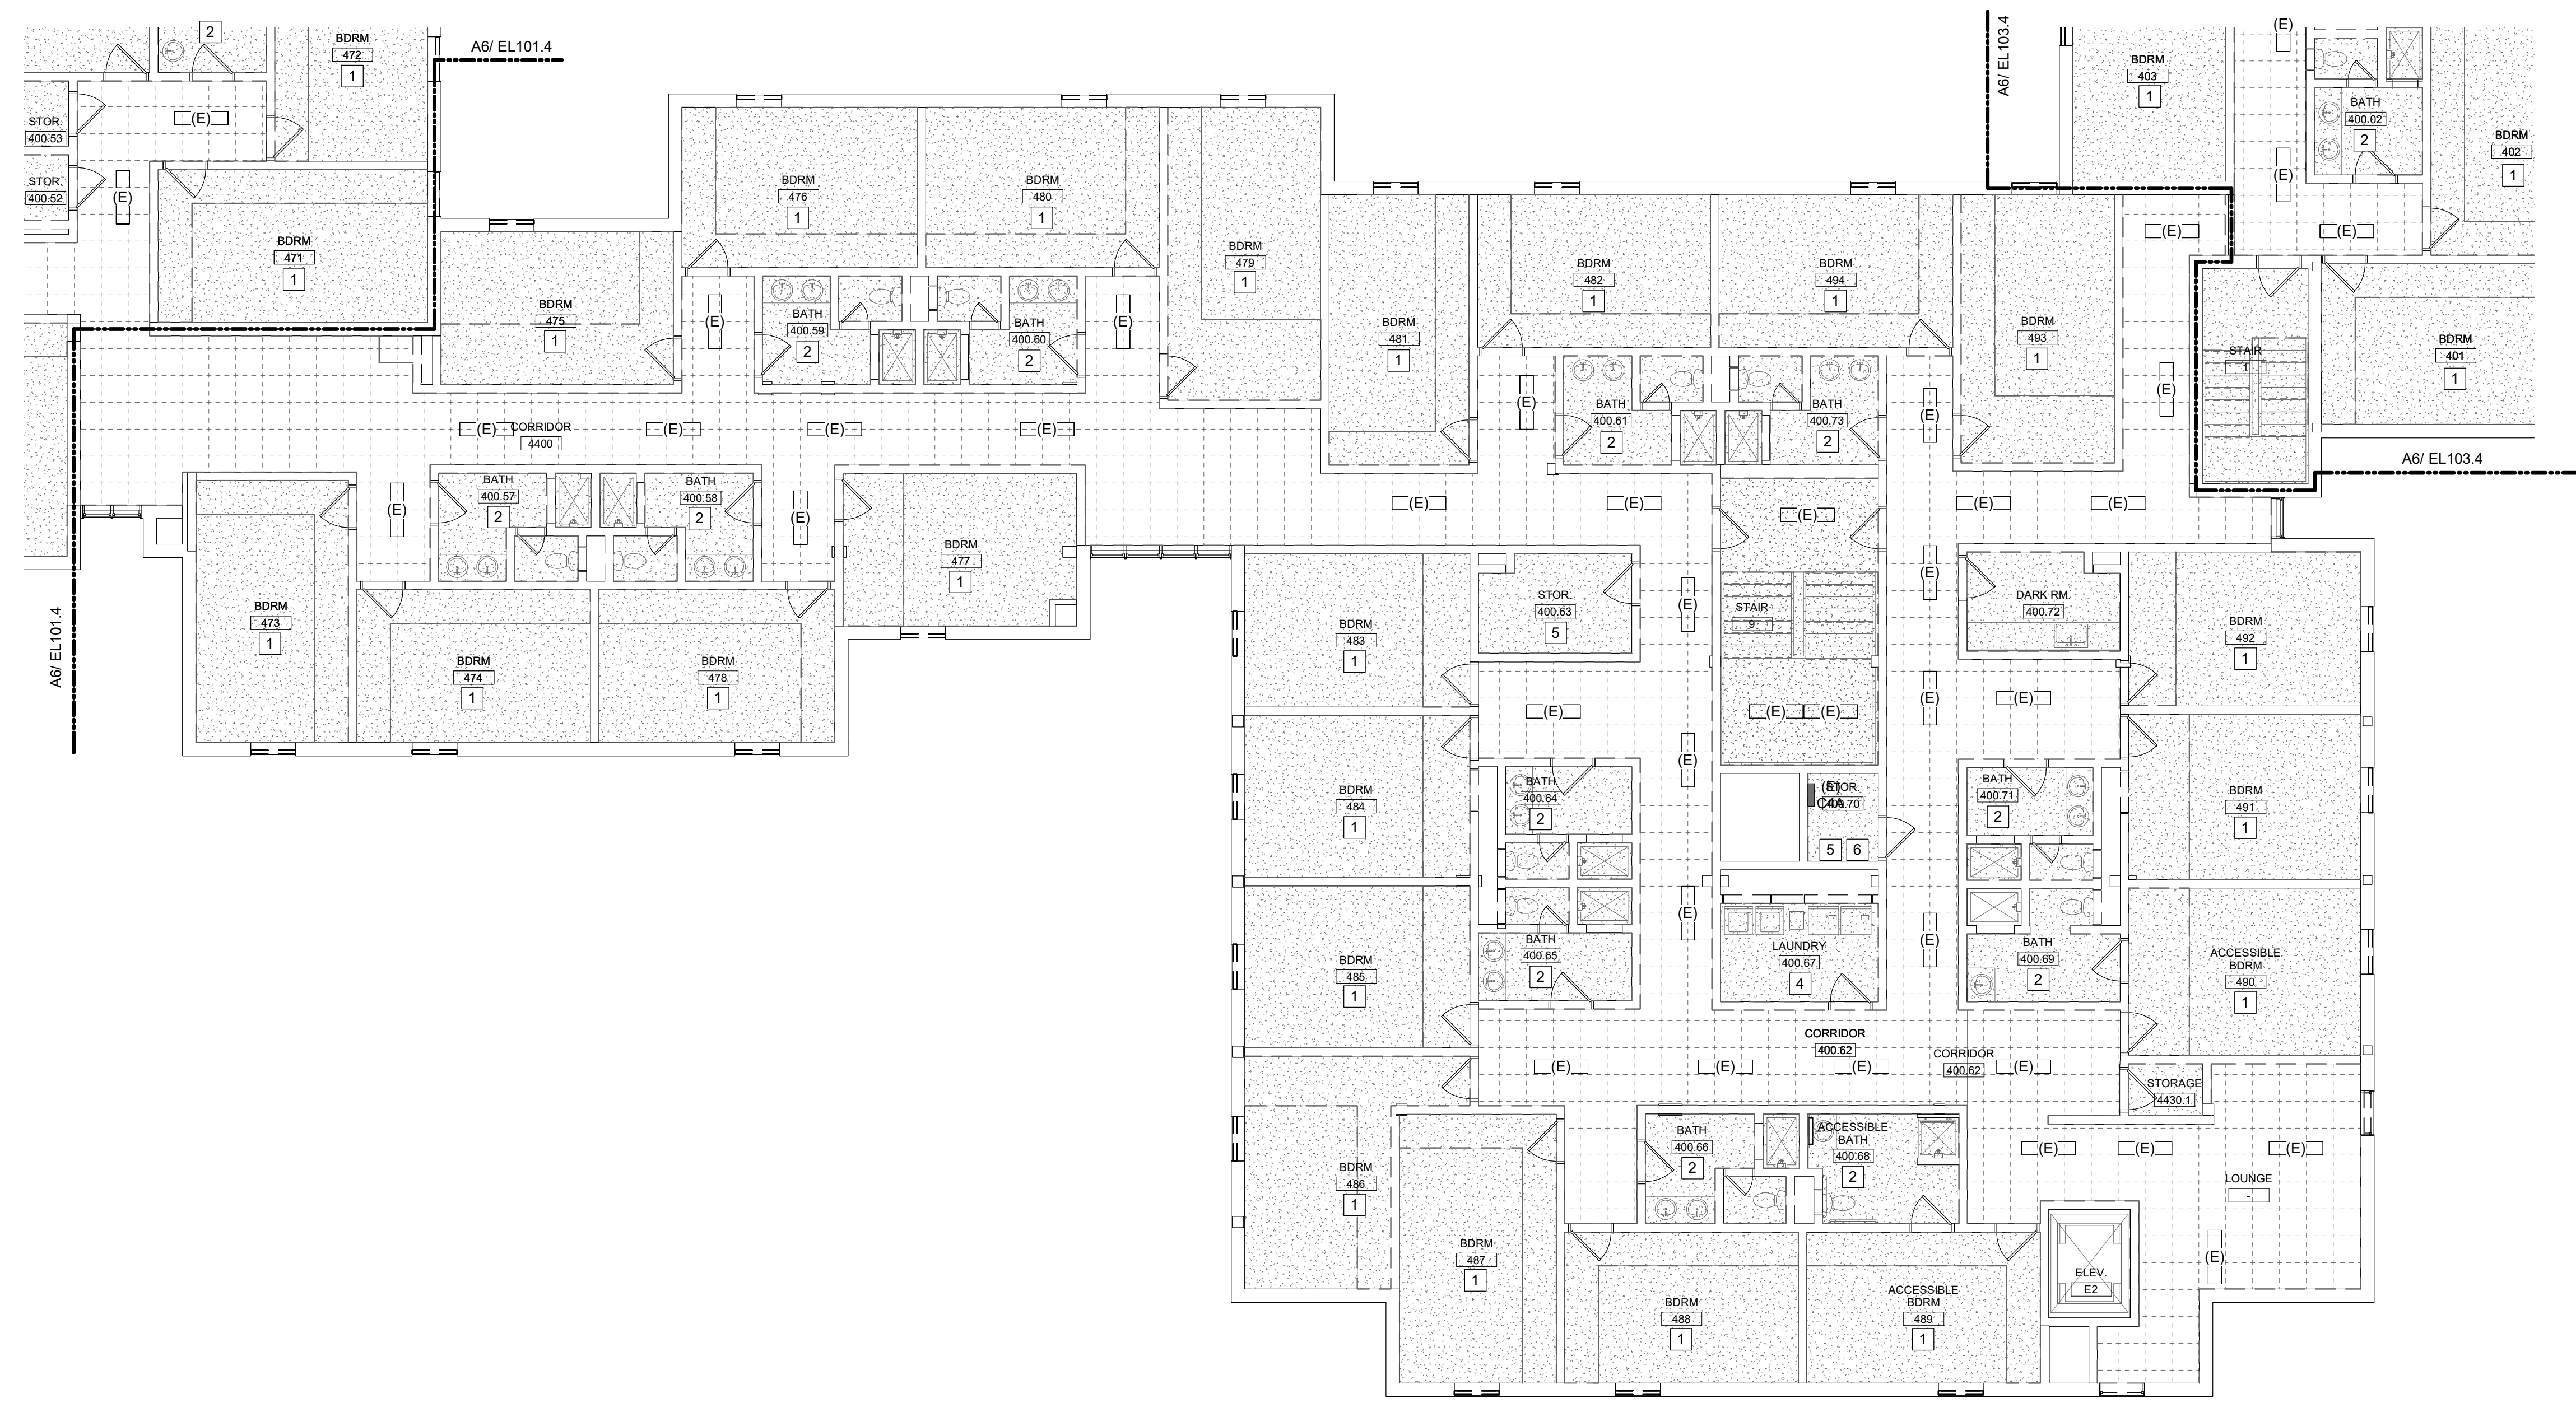 2
BDRM
472
1
A6/ EL101.4
STOR.
400.53
(E)
STOR.
400.52
(E)
BDRM
471
1
A6/ EL103.4
BDRM
403
1
(E)
BATH
400.02
2
BDRM
402
1
(E)
(E)
(E)
BDRM
476
1
BDRM
480
1
BDRM
479
1
BDRM
475
1
(E)
BATH
400.59
2
BATH
400.60
2
(E)
BDRM
481
1
BDRM
482
1
BDRM
494
1
BDRM
493
1
(E)
BATH
400.61
2
BATH
400.73
2
(E)
(E)
STAIR
1
BDRM
401
1
A6/ EL103.4
(E)
CORRIDOR
4400
(E)
(E)
(E)
(E)
(E)
(E)
(E)
(E)
BATH
400.57
2
BATH
400.58
2
(E)
(E)
BDRM
477
1
BDRM
473
1
BDRM
474
1
BDRM
478
1
A6/ EL101.4
BDRM
483
1
STOR.
400.63
5
(E)
STAIR
9
(E)
DARK RM.
400.72
BDRM
492
1
(E)
(E)
(E)
(E)
(E)
(E)
BDRM
484
1
BATH
400.64
2
(E)
C4A
STOR.
400.70
5
6
BATH
400.71
2
BDRM
491
1
(E)
(E)
BDRM
485
1
BATH
400.65
2
LAUNDRY
400.67
4
BATH
400.69
2
ACCESSIBLE
BDRM
490
1
CORRIDOR
400.62
CORRIDOR
400.62
(E)
(E)
(E)
(E)
STORAGE
4430.1
BDRM
486
1
BATH
400.66
2
ACCESSIBLE
BATH
400.68
2
(E)
(E)
(E)
LOUNGE
-
BDRM
487
1
BDRM
488
1
ACCESSIBLE
BDRM
489
1
ELEV.
E2
(E)